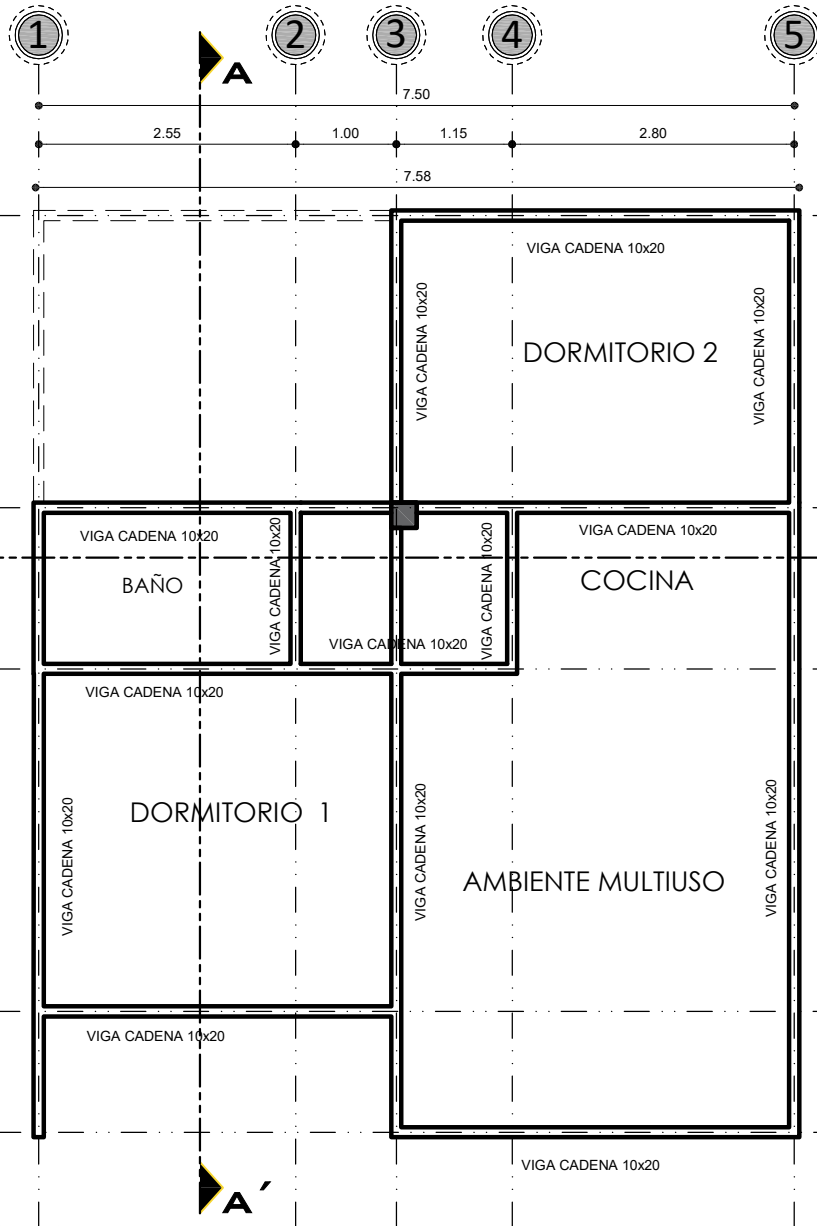 1 2 3 4 5
A
7.50
2.55 1.00 1.15 2.80
7.58
VIGA CADENA 10x20
VIGA CADENA 10x20
VIGA CADENA 10x20
DORMITORIO 2
VIGA CADENA 10x20
VIGA CADENA 10x20
VIGA CADENA 10x20
VIGA CADENA 10x20
BAÑO
COCINA
VIGA CADENA 10x20
VIGA CADENA 10x20
VIGA CADENA 10x20
DORMITORIO 1
VIGA CADENA 10x20
VIGA CADENA 10x20
AMBIENTE MULTIUSO
VIGA CADENA 10x20
VIGA CADENA 10x20
VIGA CADENA 10x20
A´